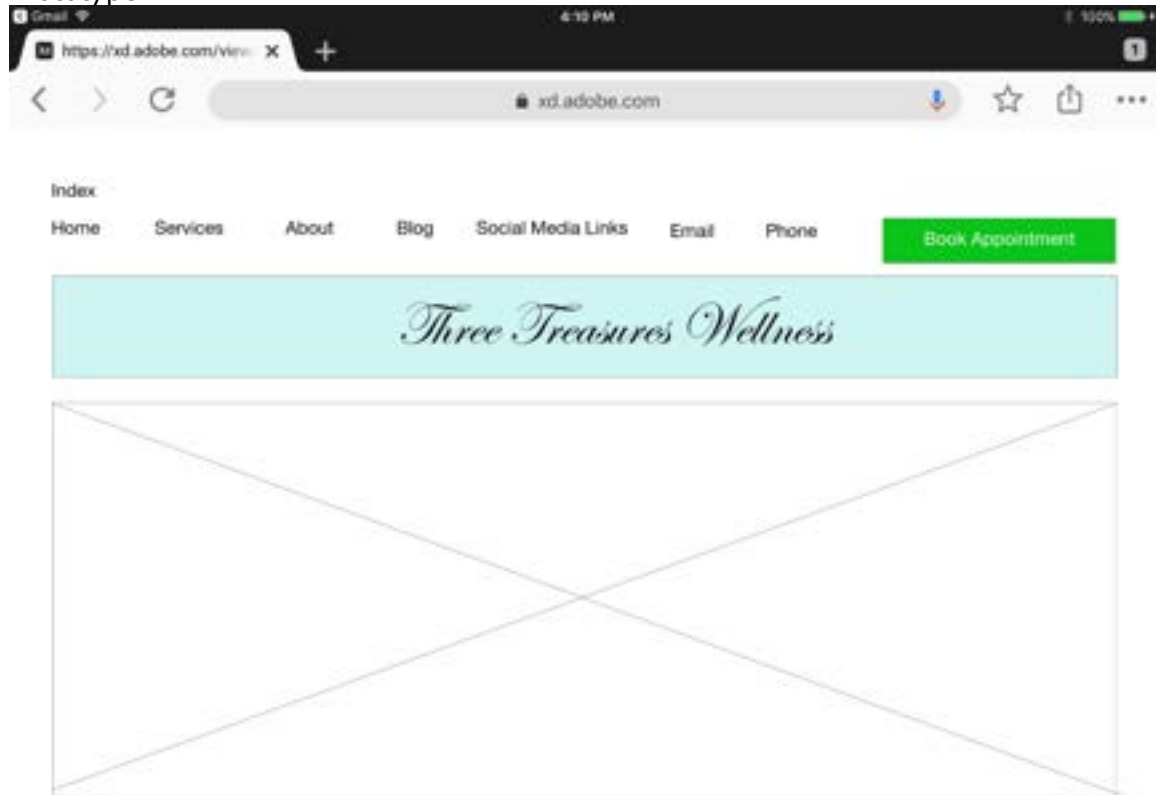 Gmail 4:10 PM 100%
https://xd.adobe.com/view 1
xd.adobe.com
Index
Home Services About Blog Social Media Links Email Phone Book Appointment
Three Treasures Wellness